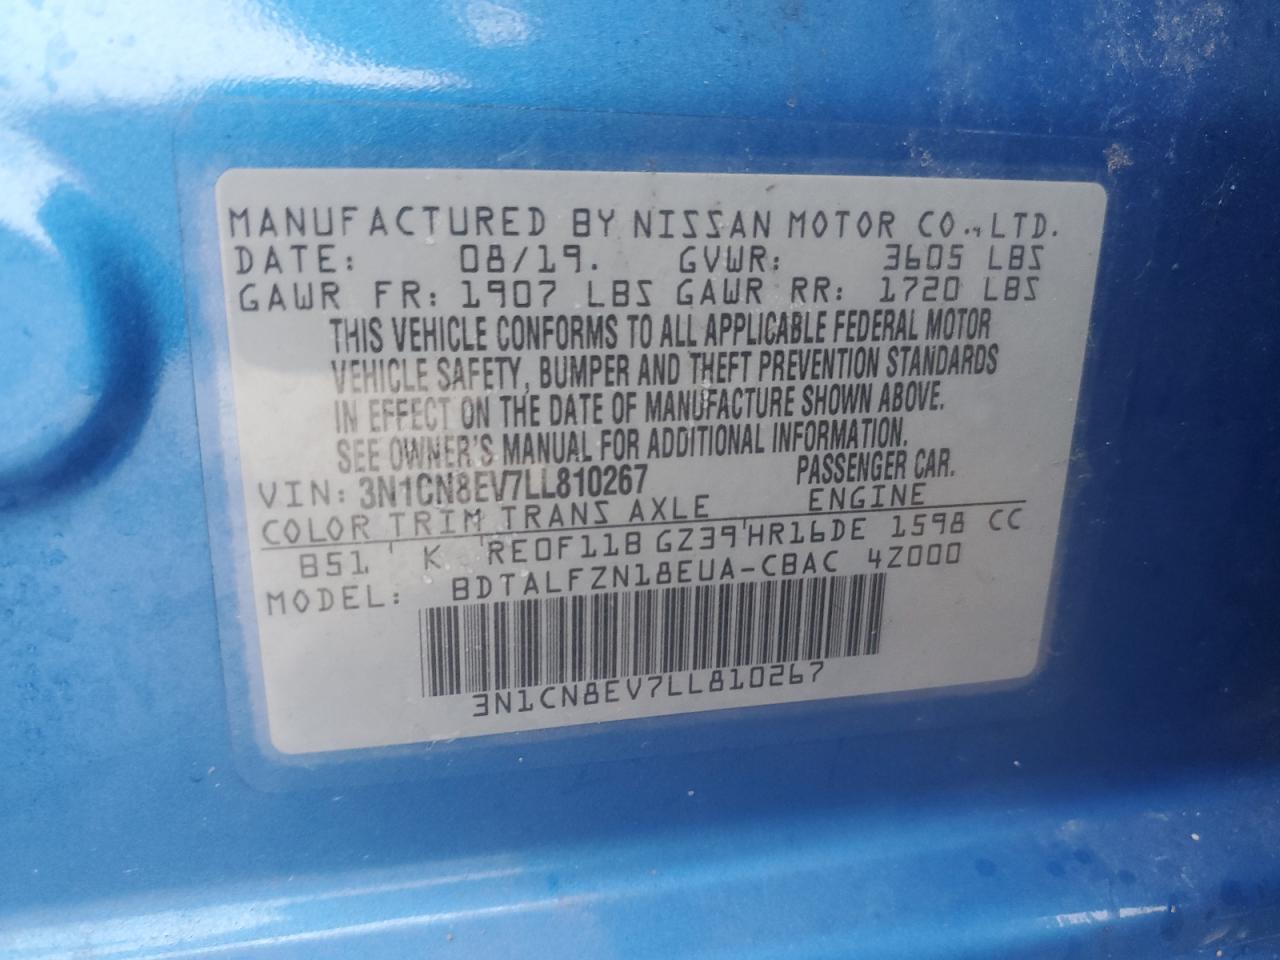 MANUFACTURED BY NISSAN MOTOR CO., LTD.
DATE: 08/19. GVWR: 3605 LBS
GAWR FR: 1907 LBS GAWR RR: 1720 LBS
THIS VEHICLE CONFORMS TO ALL APPLICABLE FEDERAL MOTOR
VEHICLE SAFETY, BUMPER AND THEFT PREVENTION STANDARDS
IN EFFECT ON THE DATE OF MANUFACTURE SHOWN ABOVE.
SEE OWNER'S MANUAL FOR ADDITIONAL INFORMATION.
VIN: 3N1CN8EV7LL810267 PASSENGER CAR.
COLOR TRIM TRANS AXLE ENGINE
B51 K RE0F11B GZ39 HR16DE 1598 CC
MODEL: BDTALFZN18EUA-CBAC 4Z000
3N1CN8EV7LL810267